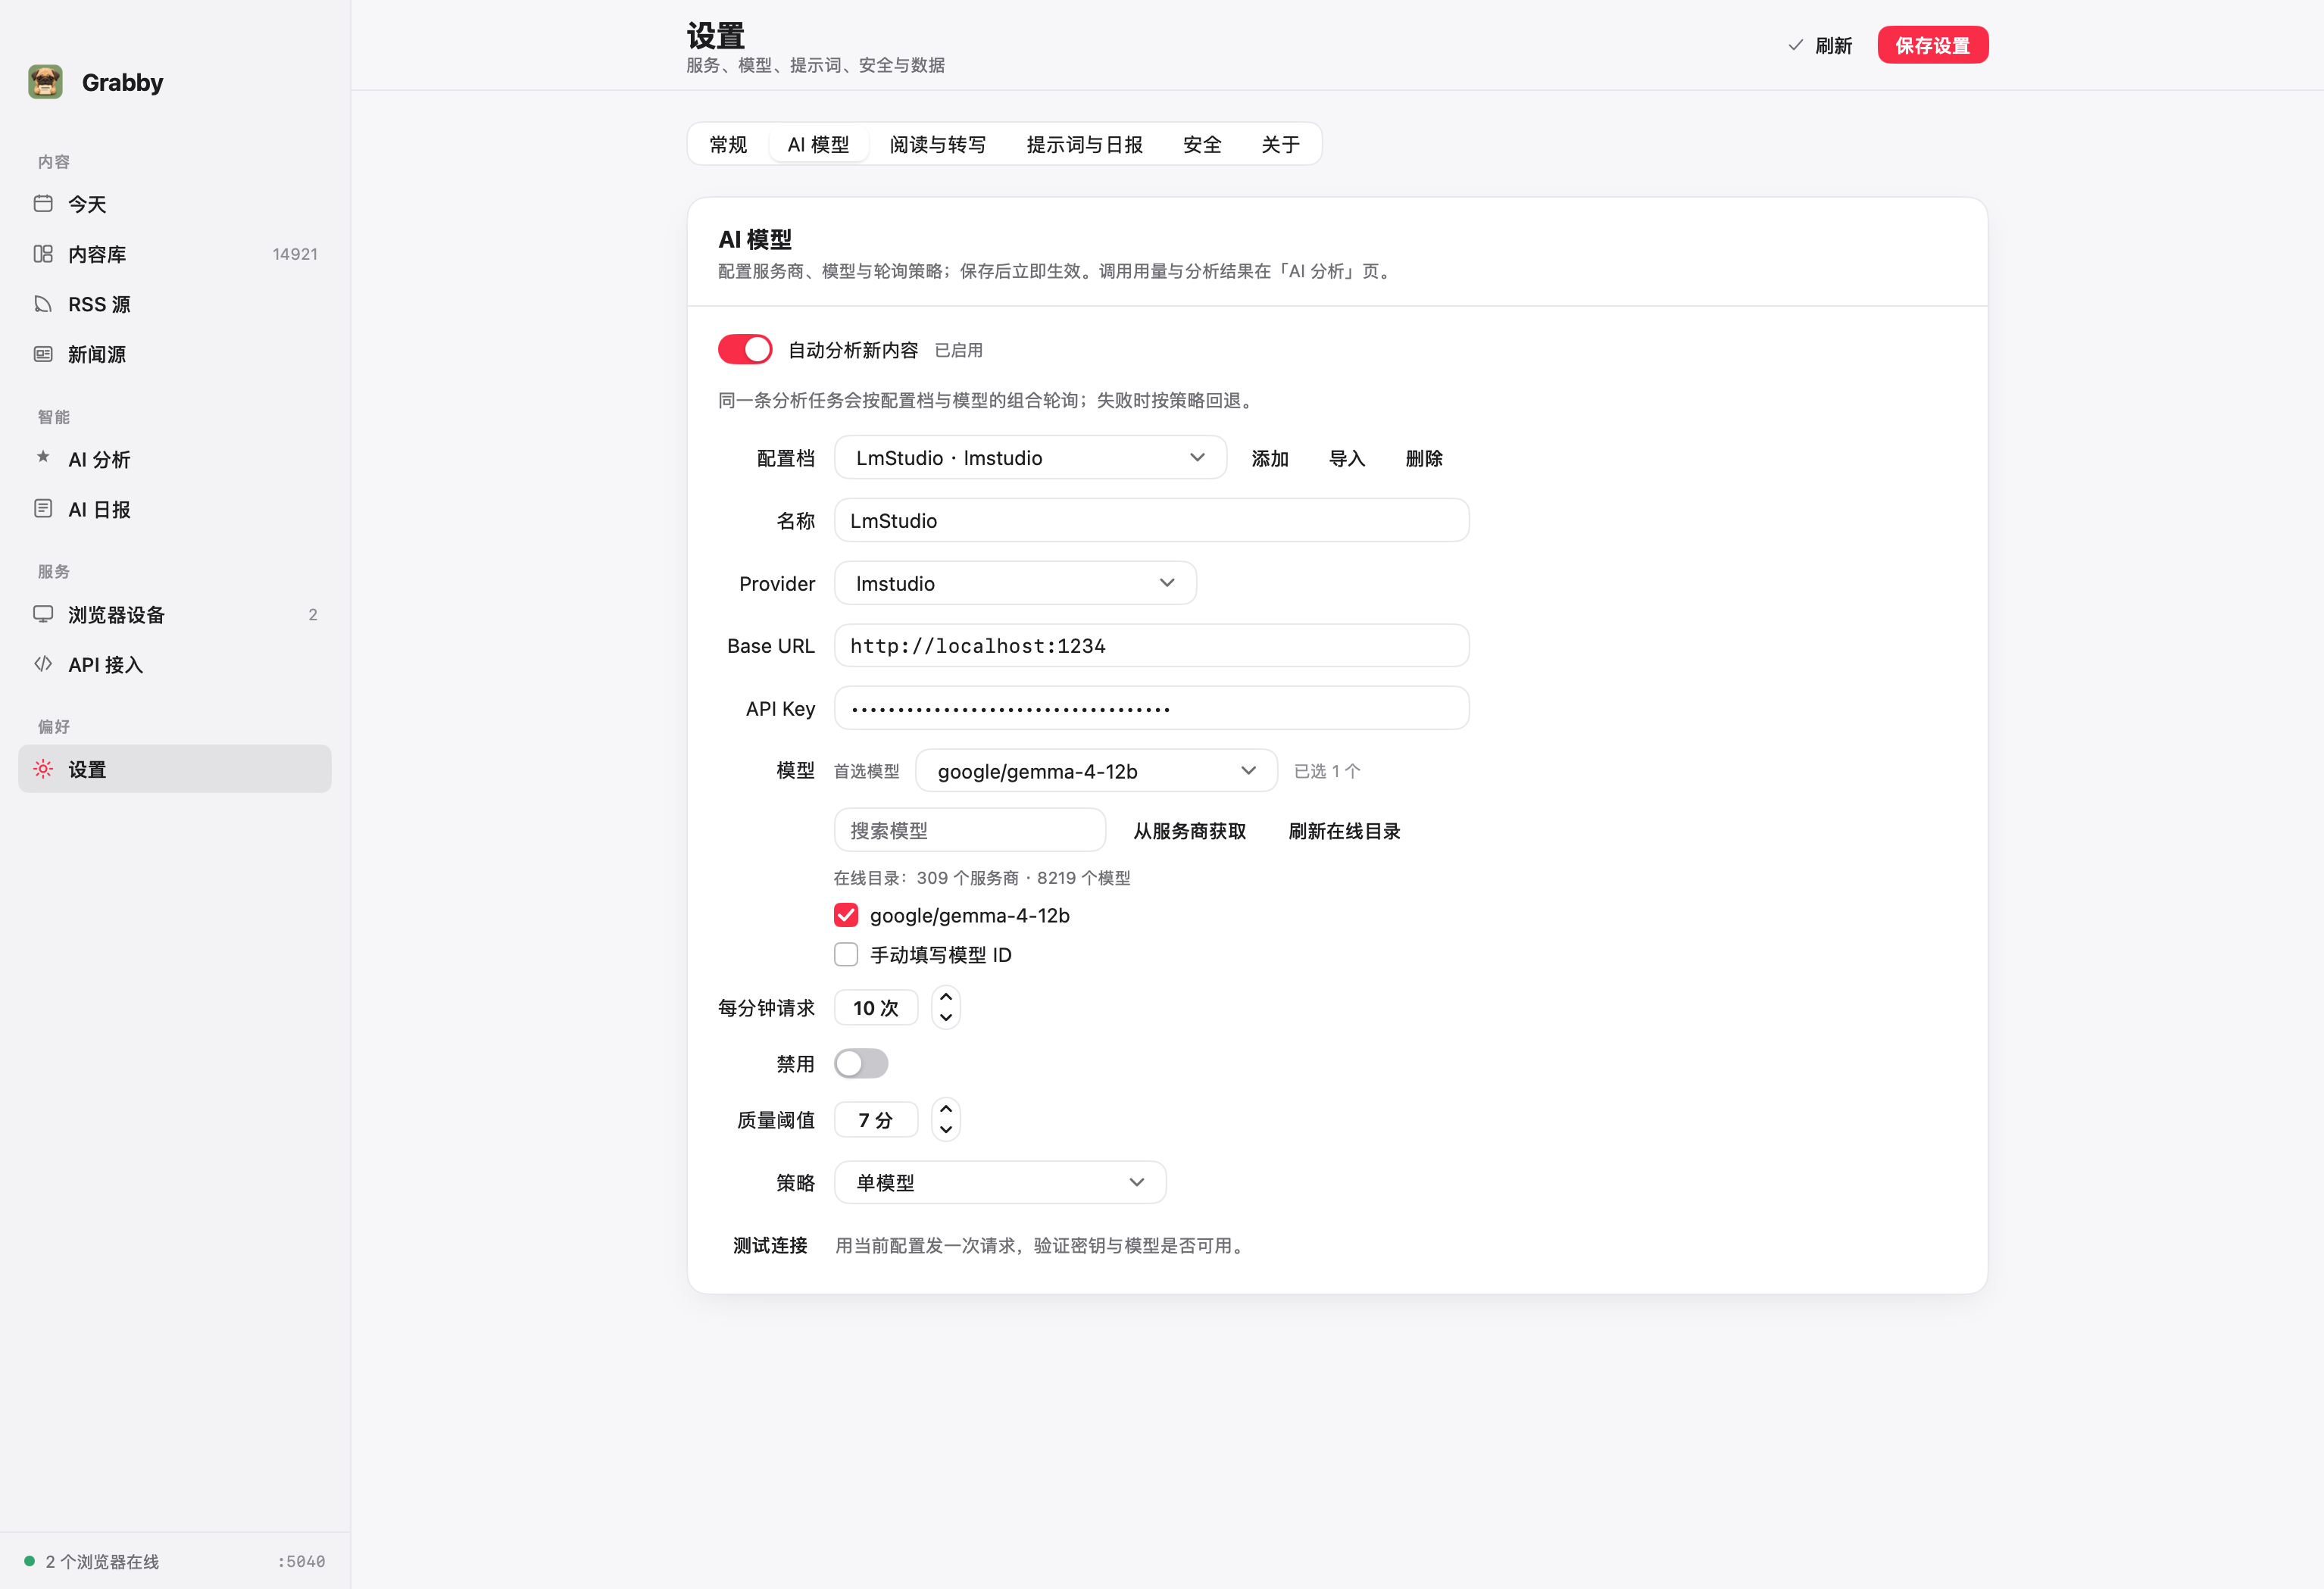 Grabby
内容
今天
内容库 14921
RSS 源
新闻源
智能
AI 分析
AI 日报
服务
浏览器设备 2
API 接入
偏好
设置
2 个浏览器在线 :5040
设置
服务、模型、提示词、安全与数据
刷新 保存设置
常规 AI 模型 阅读与转写 提示词与日报 安全 关于
AI 模型
配置服务商、模型与轮询策略；保存后立即生效。调用用量与分析结果在「AI 分析」页。
自动分析新内容 已启用
同一条分析任务会按配置档与模型的组合轮询；失败时按策略回退。
配置档 LmStudio · lmstudio 添加 导入 删除
名称 LmStudio
Provider lmstudio
Base URL http://localhost:1234
API Key •••••••••••••••••••••••••••••••••••
模型 首选模型 google/gemma-4-12b 已选 1 个
搜索模型 从服务商获取 刷新在线目录
在线目录：309 个服务商 · 8219 个模型
google/gemma-4-12b
手动填写模型 ID
每分钟请求 10 次
禁用
质量阈值 7 分
策略 单模型
测试连接 用当前配置发一次请求，验证密钥与模型是否可用。